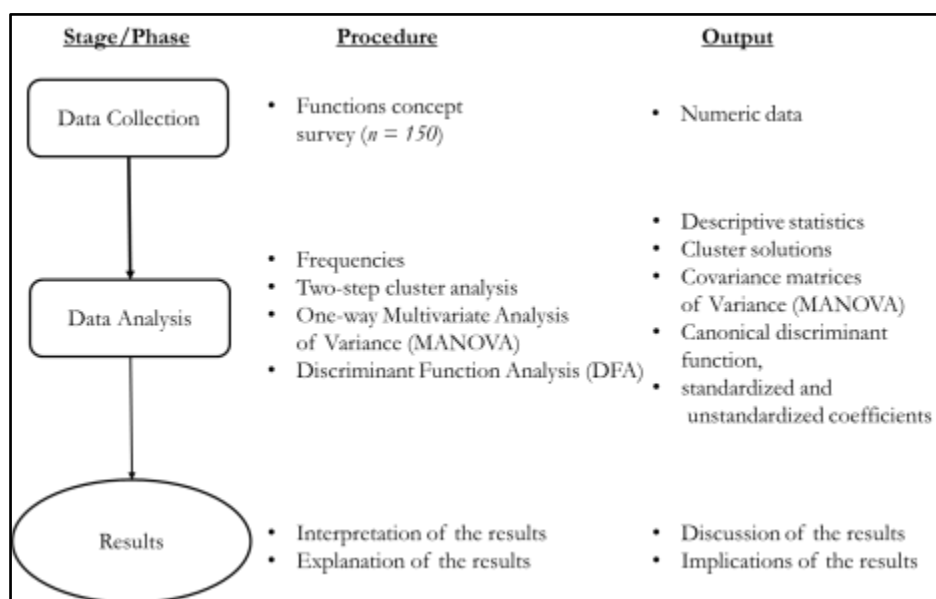 Stage/Phase
Procedure
Output
Data Collection
• Functions concept
survey (n = 150)
• Numeric data
Data Analysis
• Frequencies
• Two-step cluster analysis
• One-way Multivariate Analysis
of Variance (MANOVA)
• Discriminant Function Analysis (DFA)
• Descriptive statistics
• Cluster solutions
• Covariance matrices
of Variance (MANOVA)
• Canonical discriminant
function,
• standardized and
unstandardized coefficients
Results
• Interpretation of the results
• Explanation of the results
• Discussion of the results
• Implications of the results